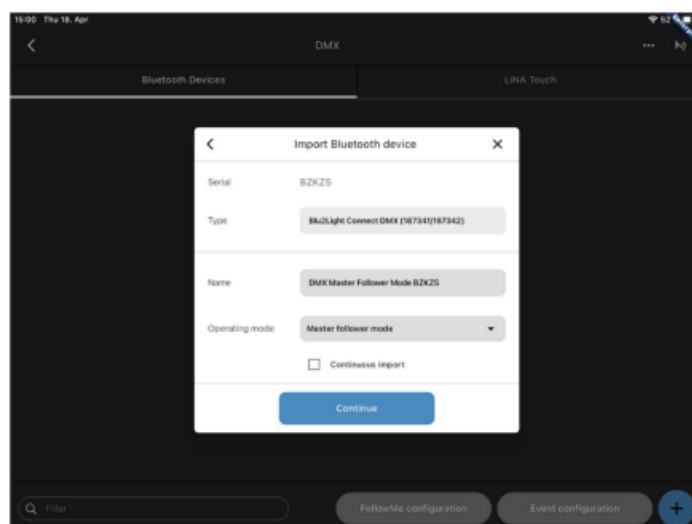 15:00 Thu 18. Apr
DMX
Bluetooth Devices
LiNA Touch
Import Bluetooth device
Serial
BZKZS
Type
Blu2Light Connect DMX (187341/187342)
Name
DMX Master Follower Mode BZKZS
Operating mode
Master follower mode
Continuous import
Continue
Filter
FollowMe configuration
Event configuration